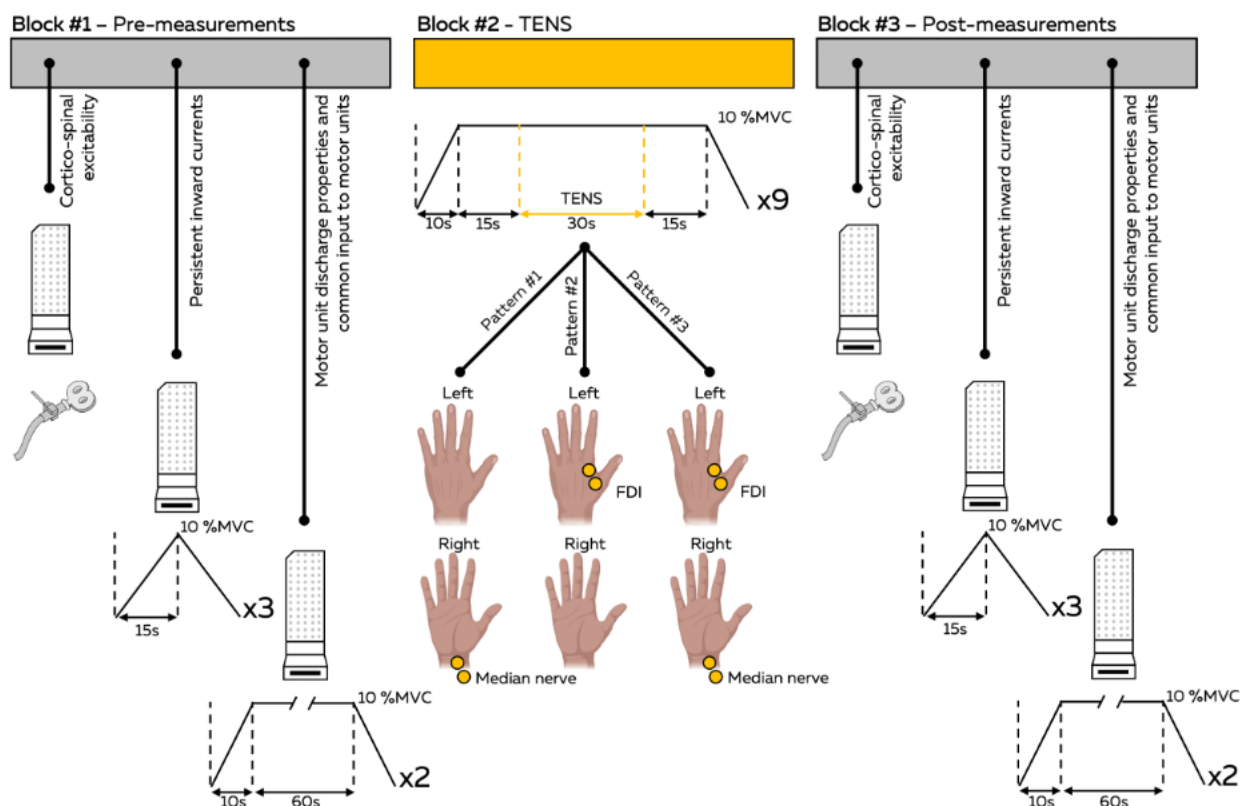 Block #1 – Pre-measurements
Cortico-spinal
excitability
Persistent inward currents
Motor unit discharge properties and
common input to motor units
10 %MVC
15s
x3
10 %MVC
10s
60s
x2
Block #2 - TENS
10 %MVC
TENS
10s
15s
30s
15s
x9
Pattern #1
Pattern #2
Pattern #3
Left
Left
Left
FDI
FDI
Right
Right
Right
Median nerve
Median nerve
Block #3 – Post-measurements
Cortico-spinal
excitability
Persistent inward currents
Motor unit discharge properties and
common input to motor units
10 %MVC
15s
x3
10 %MVC
10s
60s
x2